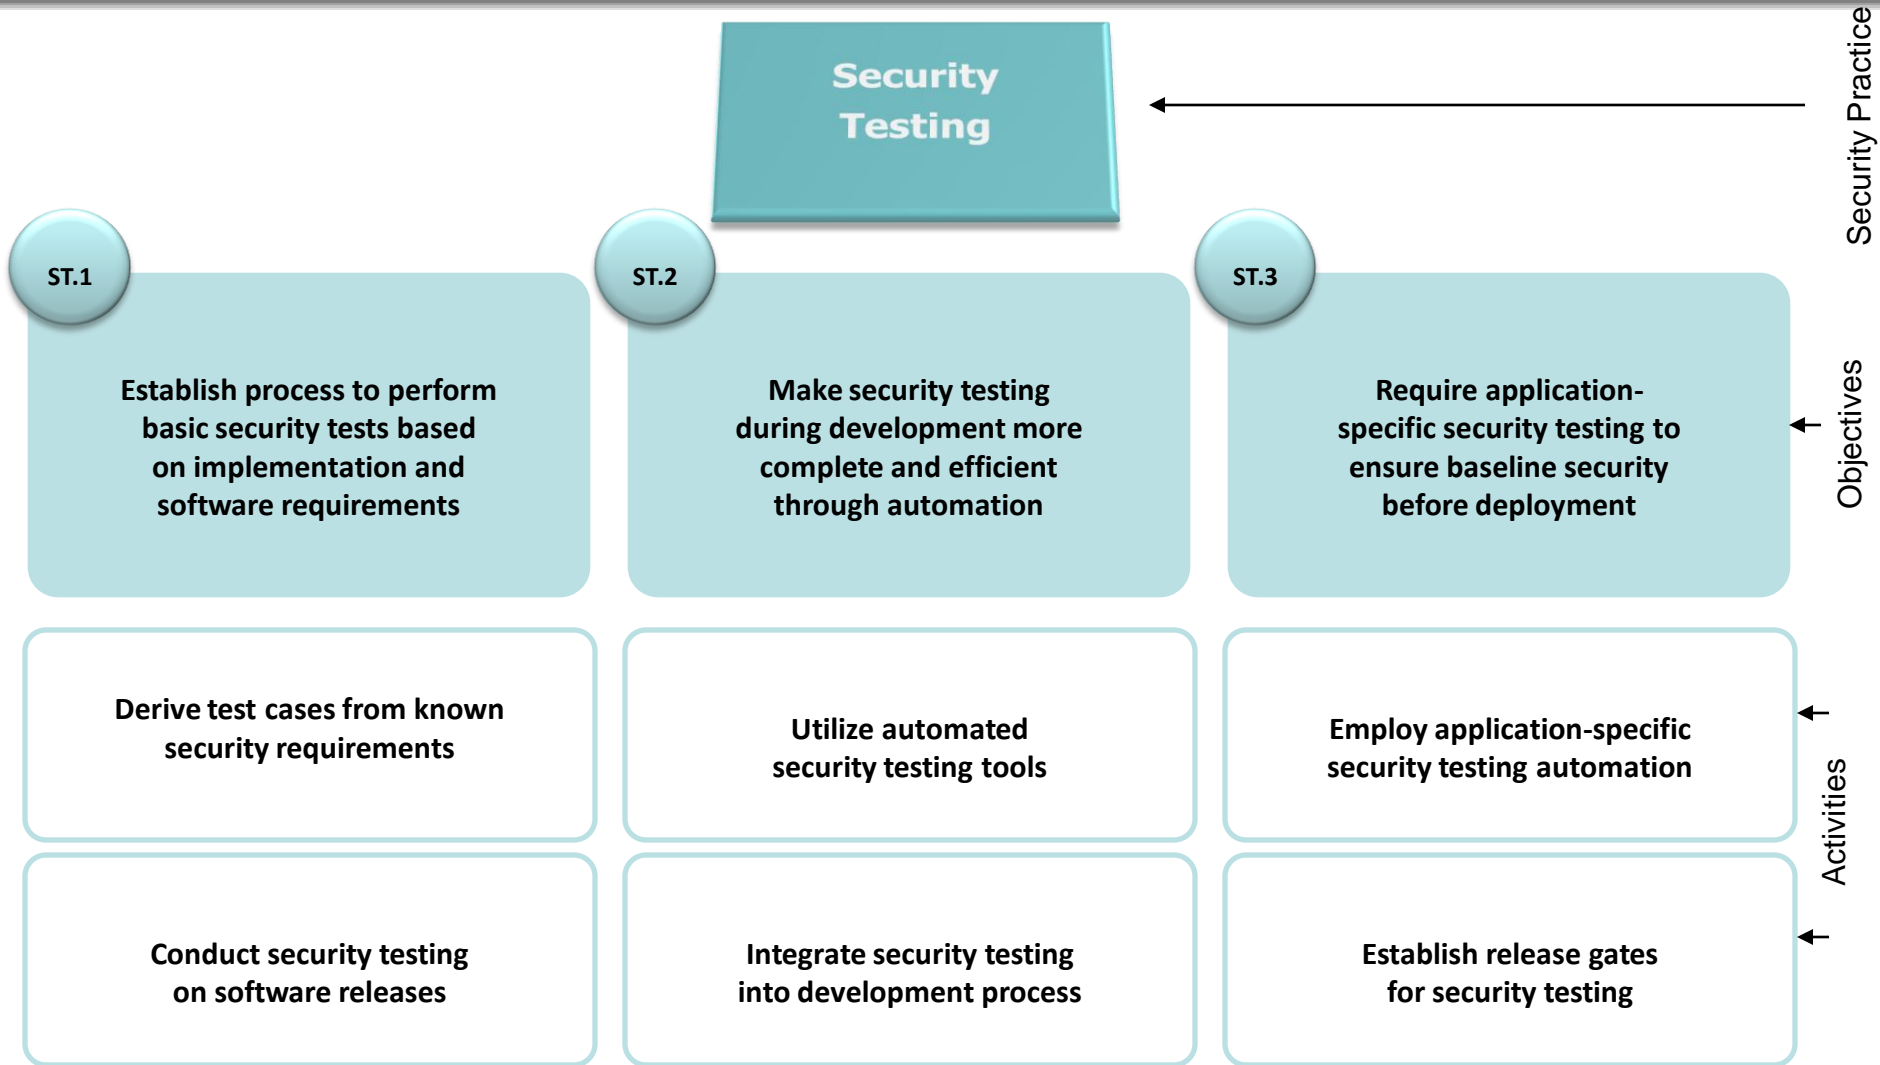 Security
Testing
Security Practice
ST.1
ST.2
ST.3
Establish process to perform
basic security tests based
on implementation and
software requirements
Make security testing
during development more
complete and efficient
through automation
Require application-
specific security testing to
ensure baseline security
before deployment
Objectives
Derive test cases from known
security requirements
Utilize automated
security testing tools
Employ application-specific
security testing automation
Activities
Conduct security testing
on software releases
Integrate security testing
into development process
Establish release gates
for security testing